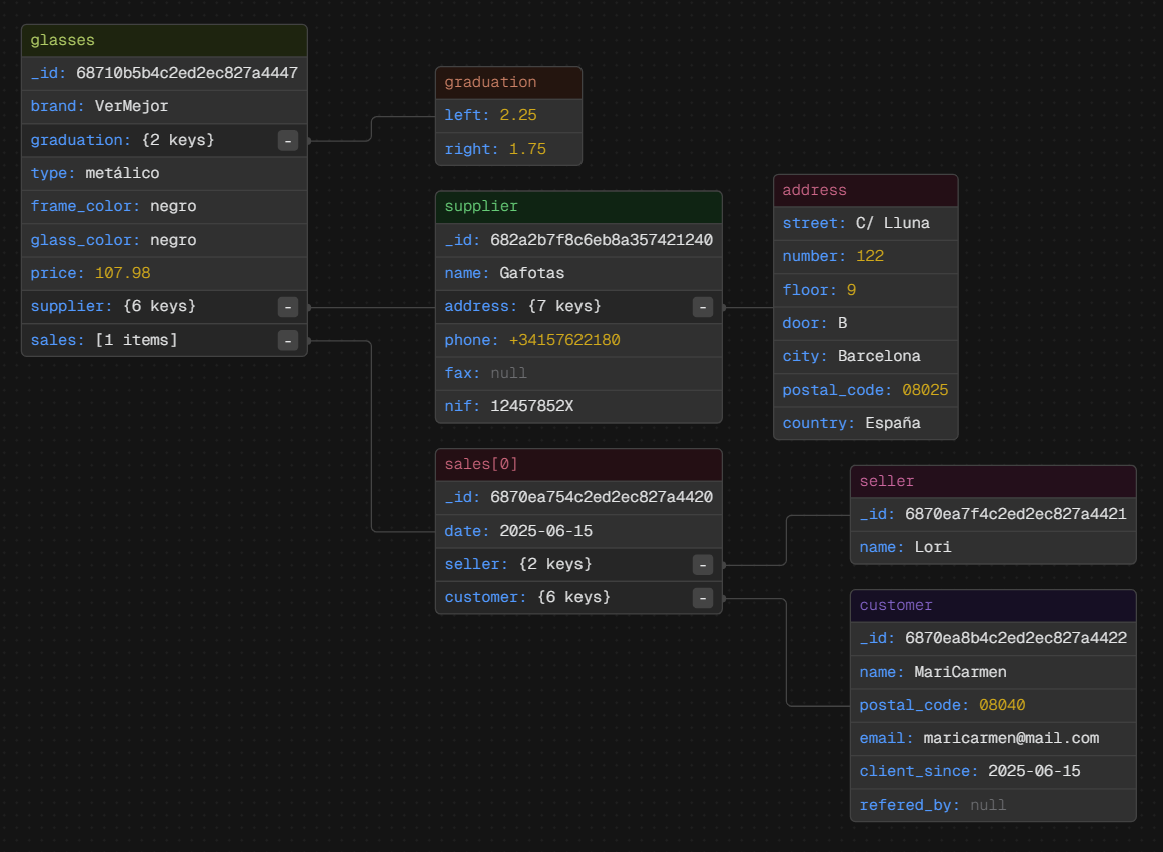 glasses
_id: 68710b5b4c2ed2ec827a4447
brand: VerMejor
graduation: {2 keys} -
type: metálico
frame_color: negro
glass_color: negro
price: 107.98
supplier: {6 keys} -
sales: [1 items] -
graduation
left: 2.25
right: 1.75
supplier
_id: 682a2b7f8c6eb8a357421240
name: Gafotas
address: {7 keys} -
phone: +34157622180
fax: null
nif: 12457852X
address
street: C/ Lluna
number: 122
floor: 9
door: B
city: Barcelona
postal_code: 08025
country: España
sales[0]
_id: 6870ea754c2ed2ec827a4420
date: 2025-06-15
seller: {2 keys} -
customer: {6 keys} -
seller
_id: 6870ea7f4c2ed2ec827a4421
name: Lori
customer
_id: 6870ea8b4c2ed2ec827a4422
name: MariCarmen
postal_code: 08040
email: maricarmen@mail.com
client_since: 2025-06-15
refered_by: null